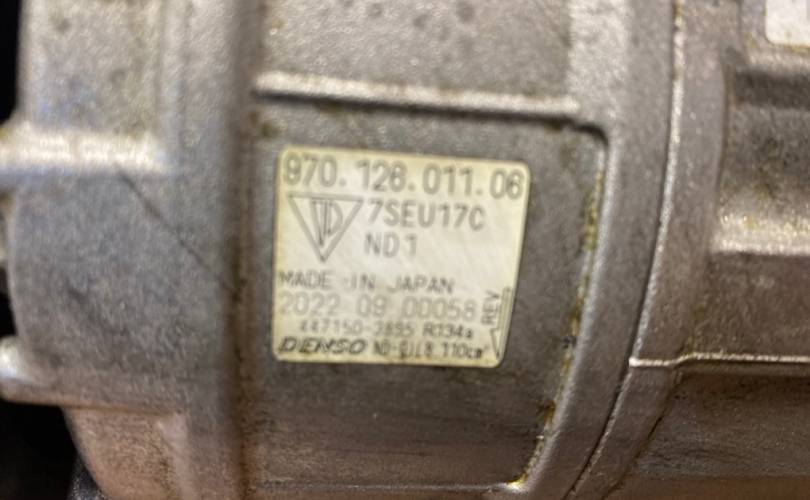 970.126.011.06
7SEU17C
ND1
MADE IN JAPAN
2022 09 00058
REV
447150-3895 R134a
DENSO ND-OIL8 110cm³